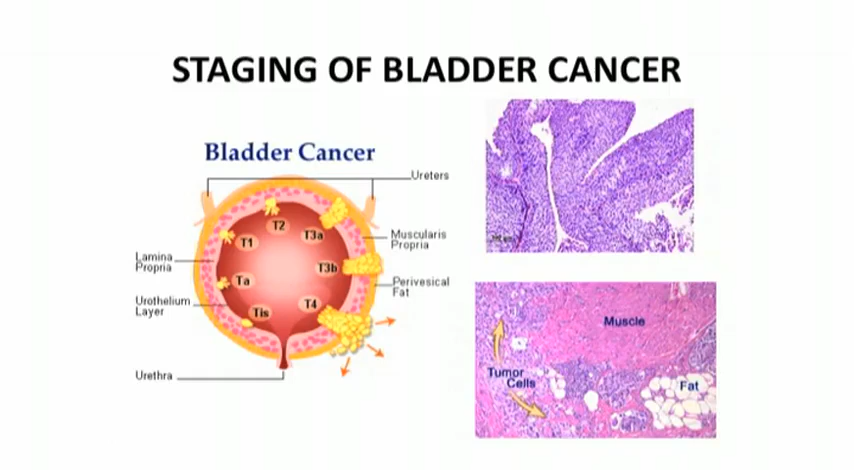 STAGING OF BLADDER CANCER
Bladder Cancer
Ureters
T2
T3a
T1
Muscularis
Propria
Lamina
Propria
T3b
Ta
Perivesical
Fat
Urothelium
Layer
T4
Tis
Urethra
Muscle
Tumor
Cells
Fat